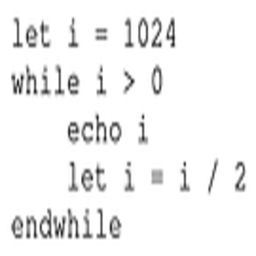 let i = 1024
while i > 0
    echo i
    let i = i / 2
endwhile